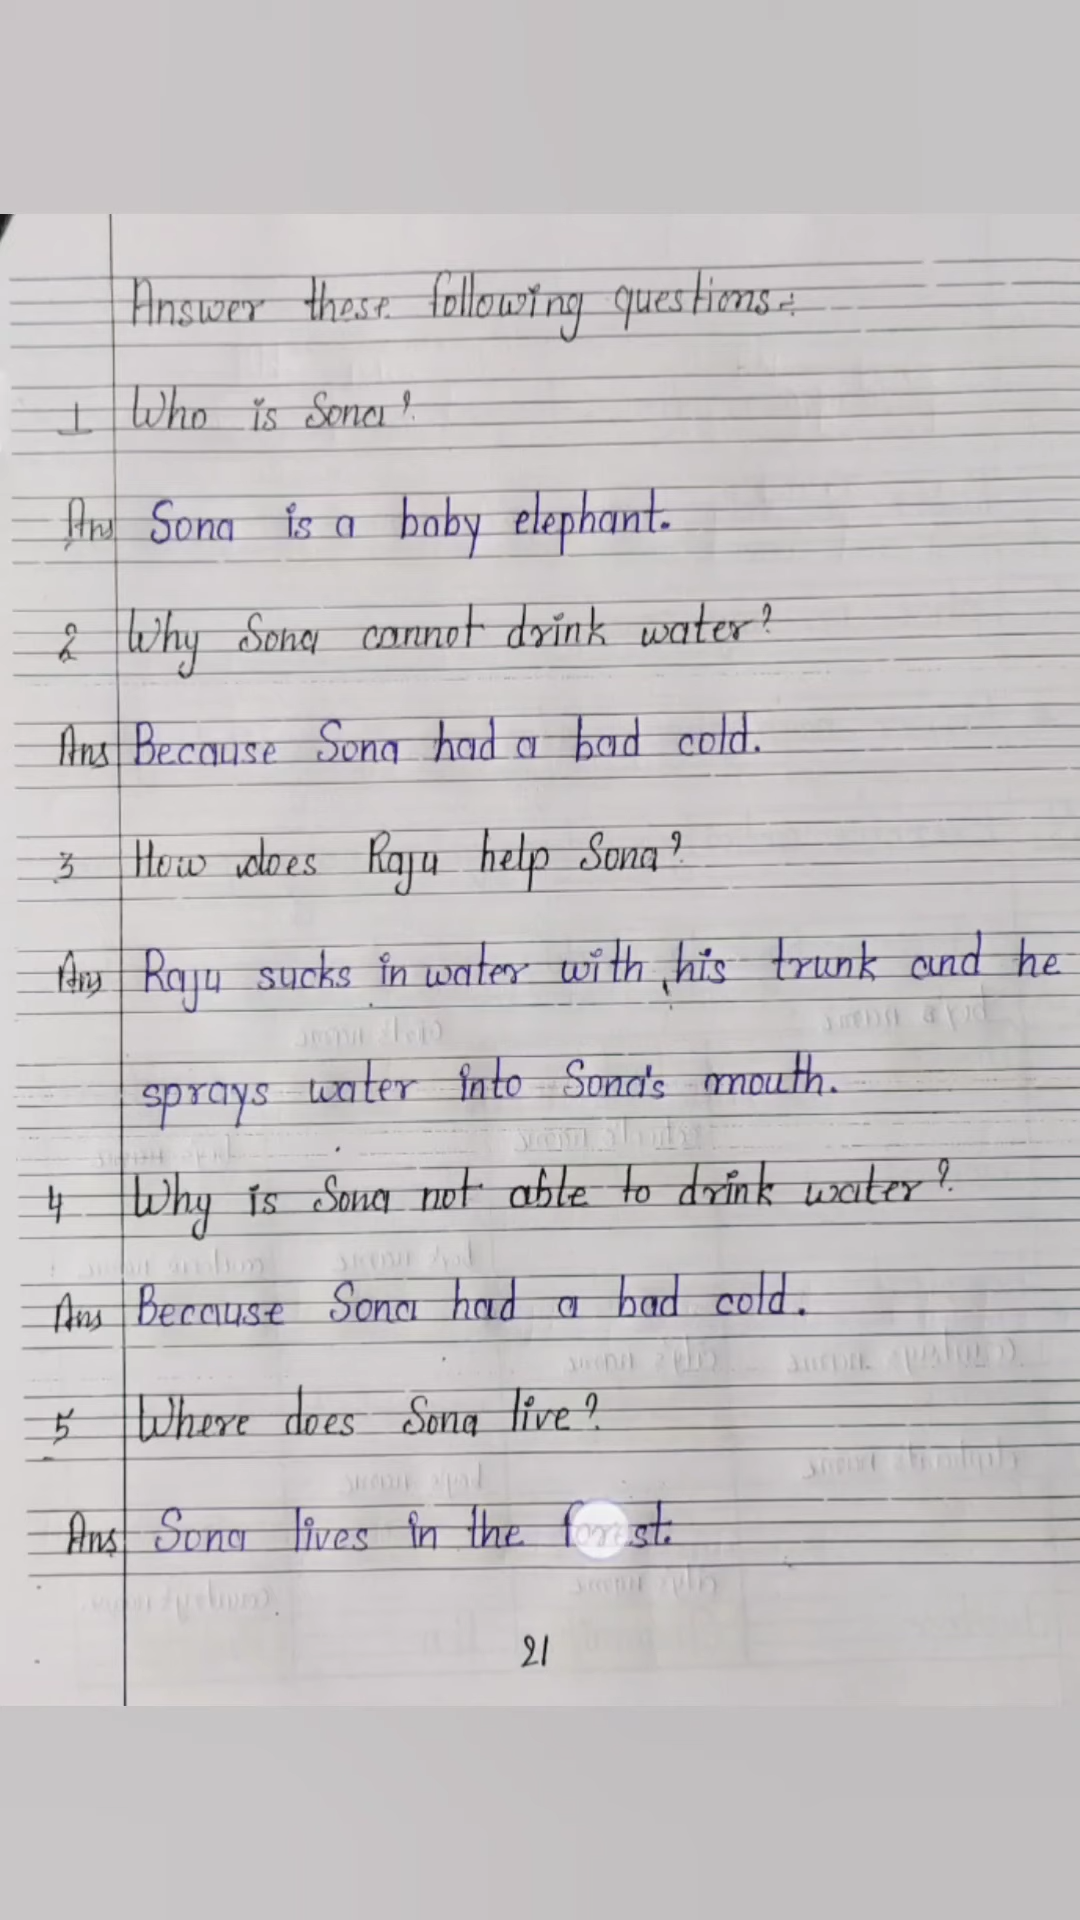 Answer these following questions:
1 Who is Sona?
Ans Sona is a baby elephant.
2 Why Sona cannot drink water?
Ans Because Sona had a bad cold.
3 How does Raju help Sona?
Ans Raju sucks in water with his trunk and he
sprays water into Sona's mouth.
4 Why is Sona not able to drink water?
Ans Because Sona had a bad cold.
5 Where does Sona live?
Ans Sona lives in the forest.
21